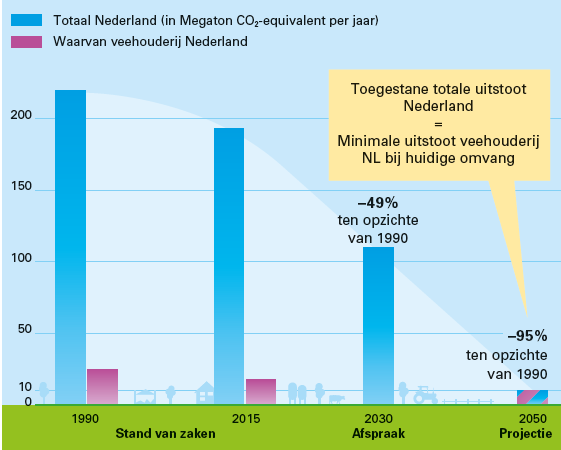 Totaal Nederland (in Megaton CO₂-equivalent per jaar)
Waarvan veehouderij Nederland
Toegestane totale uitstoot
Nederland
=
Minimale uitstoot veehouderij
NL bij huidige omvang
200
150
100
50
10
0
–49%
ten opzichte
van 1990
–95%
ten opzichte
van 1990
1990
2015
2030
2050
Stand van zaken
Afspraak
Projectie